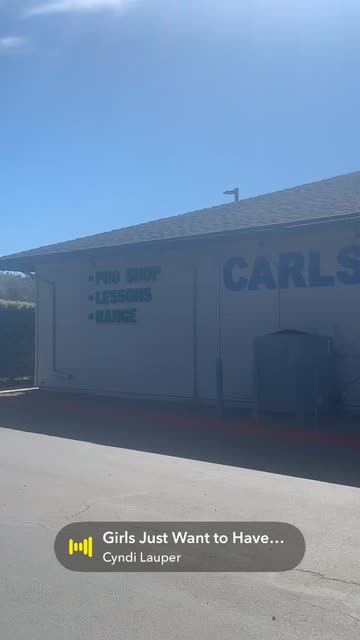 • PRO SHOP
• LESSONS
• RANGE
CARLS
Girls Just Want to Have...
Cyndi Lauper